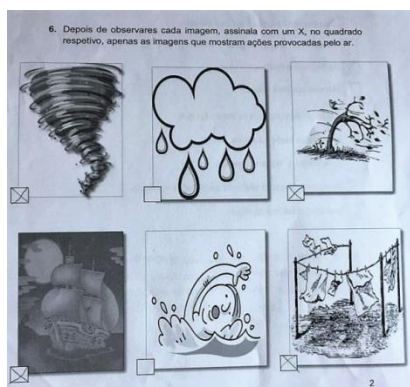 6. Depois de observares cada imagem, assinala com um X, no quadrado
respetivo, apenas as imagens que mostram ações provocadas pelo ar.
2